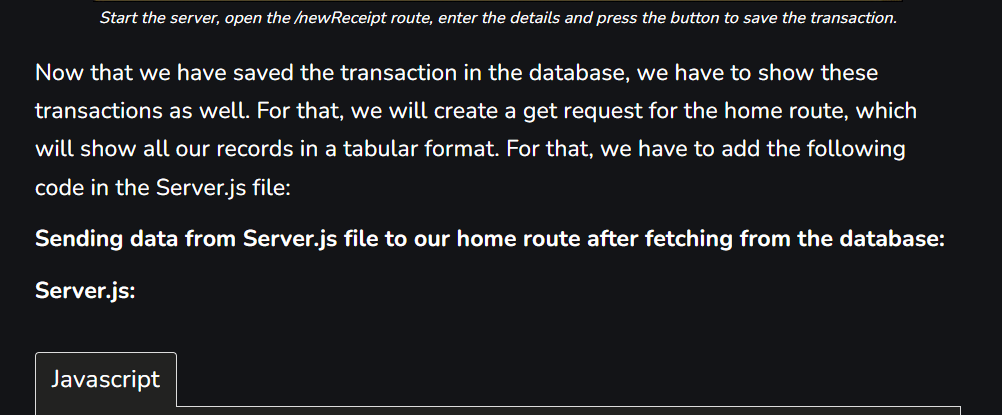 Start the server, open the /newReceipt route, enter the details and press the button to save the transaction.
Now that we have saved the transaction in the database, we have to show these
transactions as well. For that, we will create a get request for the home route, which
will show all our records in a tabular format. For that, we have to add the following
code in the Server.js file:
Sending data from Server.js file to our home route after fetching from the database:
Server.js:
Javascript